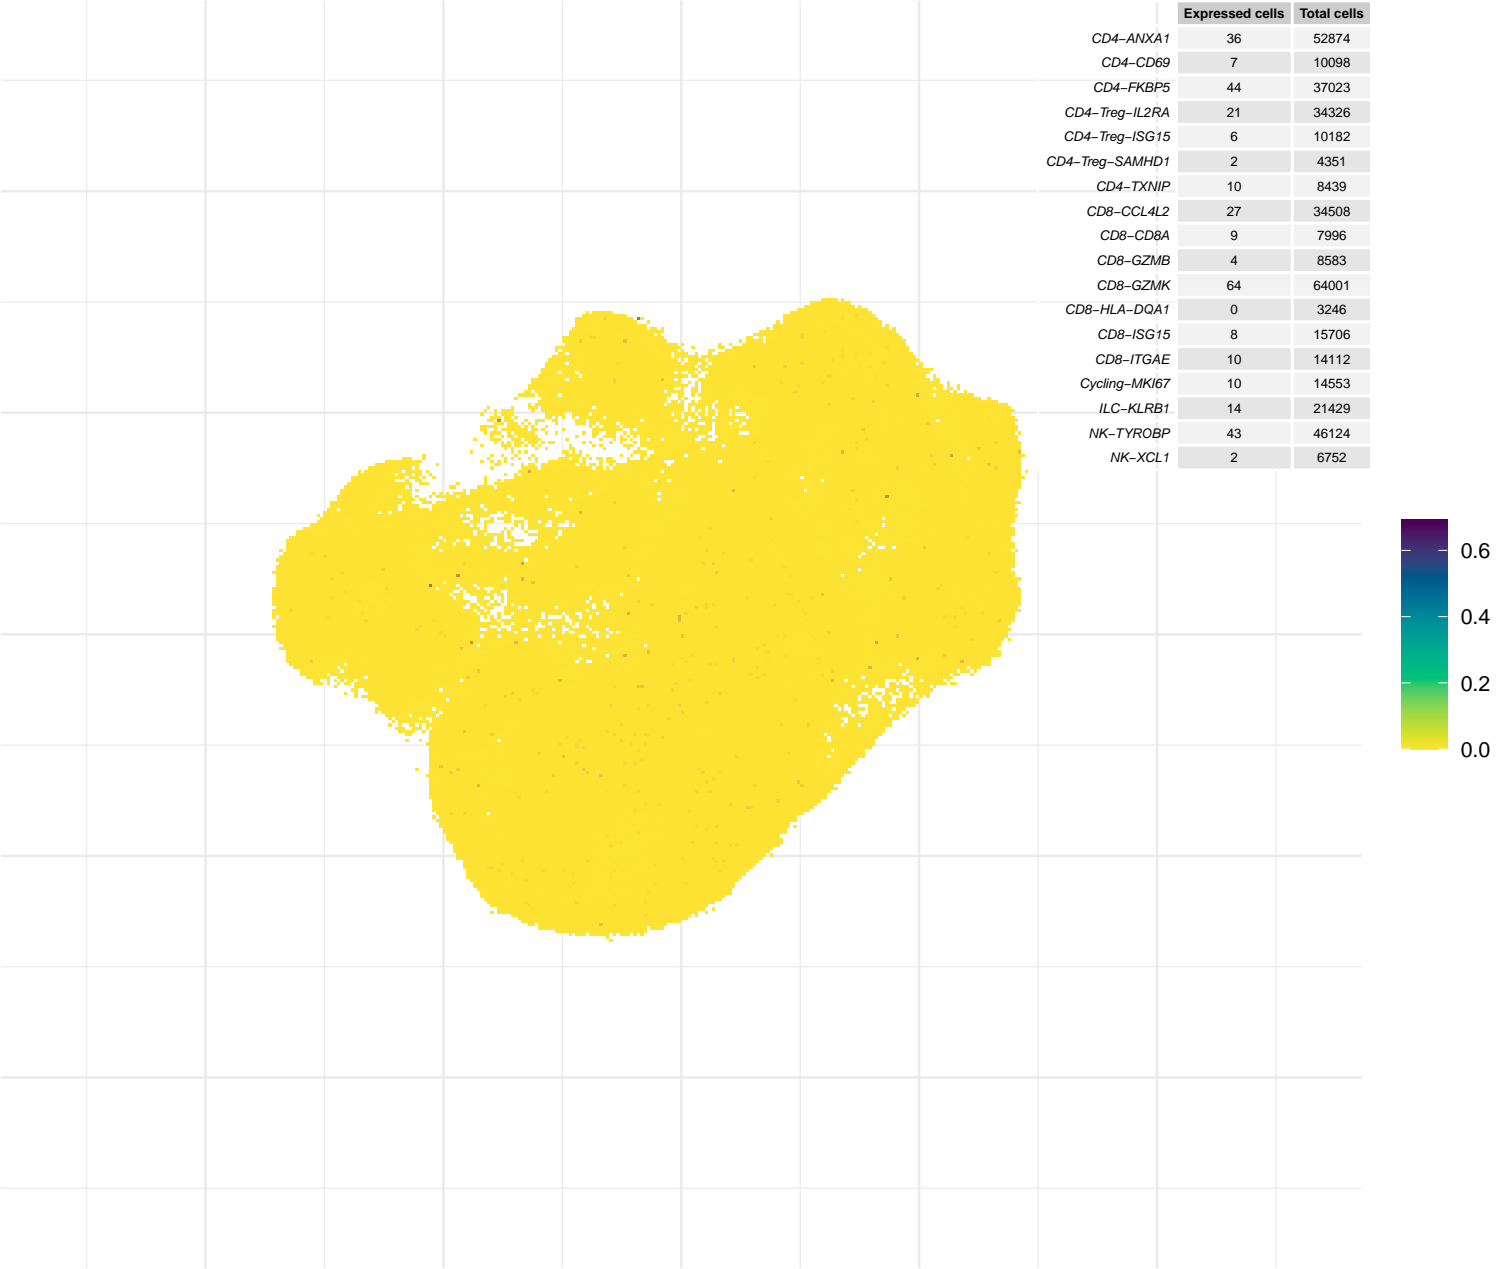 Expressed cells Total cells
CD4−ANXA1 36 52874
CD4−CD69 7 10098
CD4−FKBP5 44 37023
CD4−Treg−IL2RA 21 34326
CD4−Treg−ISG15 6 10182
CD4−Treg−SAMHD1 2 4351
CD4−TXNIP 10 8439
CD8−CCL4L2 27 34508
CD8−CD8A 9 7996
CD8−GZMB 4 8583
CD8−GZMK 64 64001
CD8−HLA−DQA1 0 3246
CD8−ISG15 8 15706
CD8−ITGAE 10 14112
Cycling−MKI67 10 14553
ILC−KLRB1 14 21429
NK−TYROBP 43 46124
NK−XCL1 2 6752
0.6
0.4
0.2
0.0